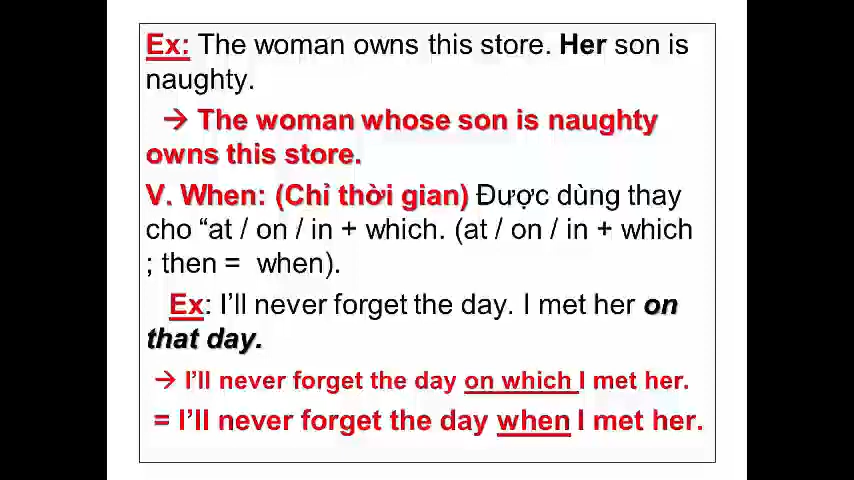 Ex: The woman owns this store. Her son is
naughty.
→ The woman whose son is naughty
owns this store.
V. When: (Chỉ thời gian) Được dùng thay
cho “at / on / in + which. (at / on / in + which
; then = when).
Ex: I’ll never forget the day. I met her on
that day.
→ I’ll never forget the day on which I met her.
= I’ll never forget the day when I met her.